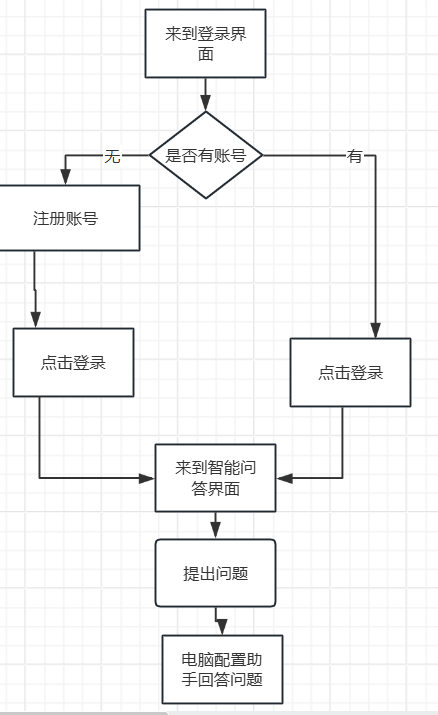 来到登录界
面
是否有账号
无
有
注册账号
点击登录
点击登录
来到智能问
答界面
提出问题
电脑配置助
手回答问题